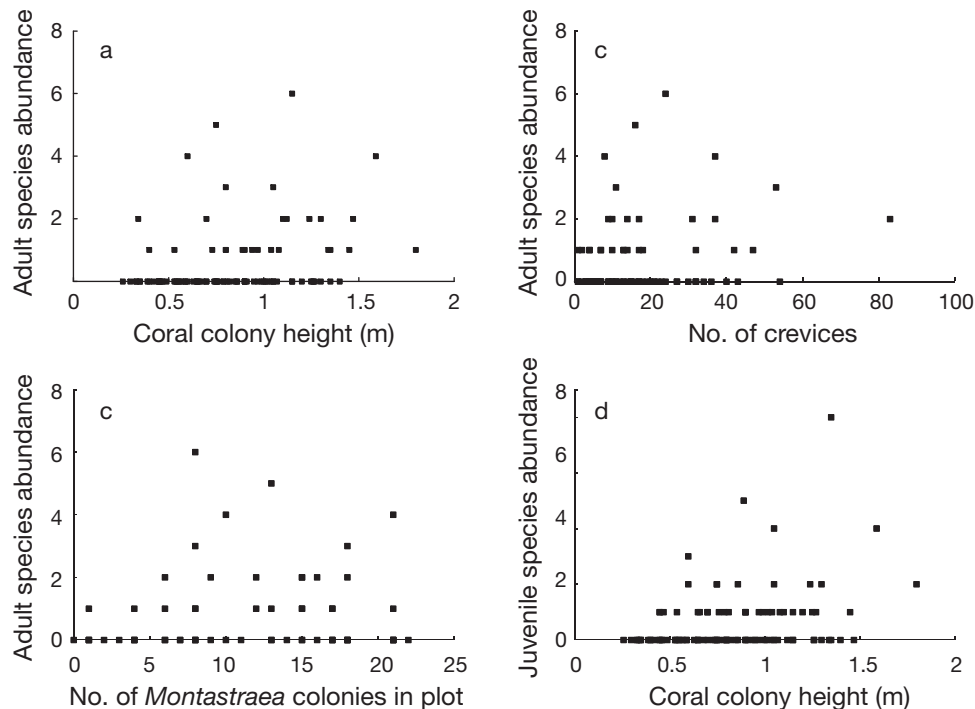 8
6
4
2
0
a
Adult species abundance
0 0.5 1 1.5 2
Coral colony height (m)
8
6
4
2
0
c
Adult species abundance
0 20 40 60 80 100
No. of crevices
8
6
4
2
0
c
Adult species abundance
0 5 10 15 20 25
No. of Montastraea colonies in plot
8
6
4
2
0
d
Juvenile species abundance
0 0.5 1 1.5 2
Coral colony height (m)